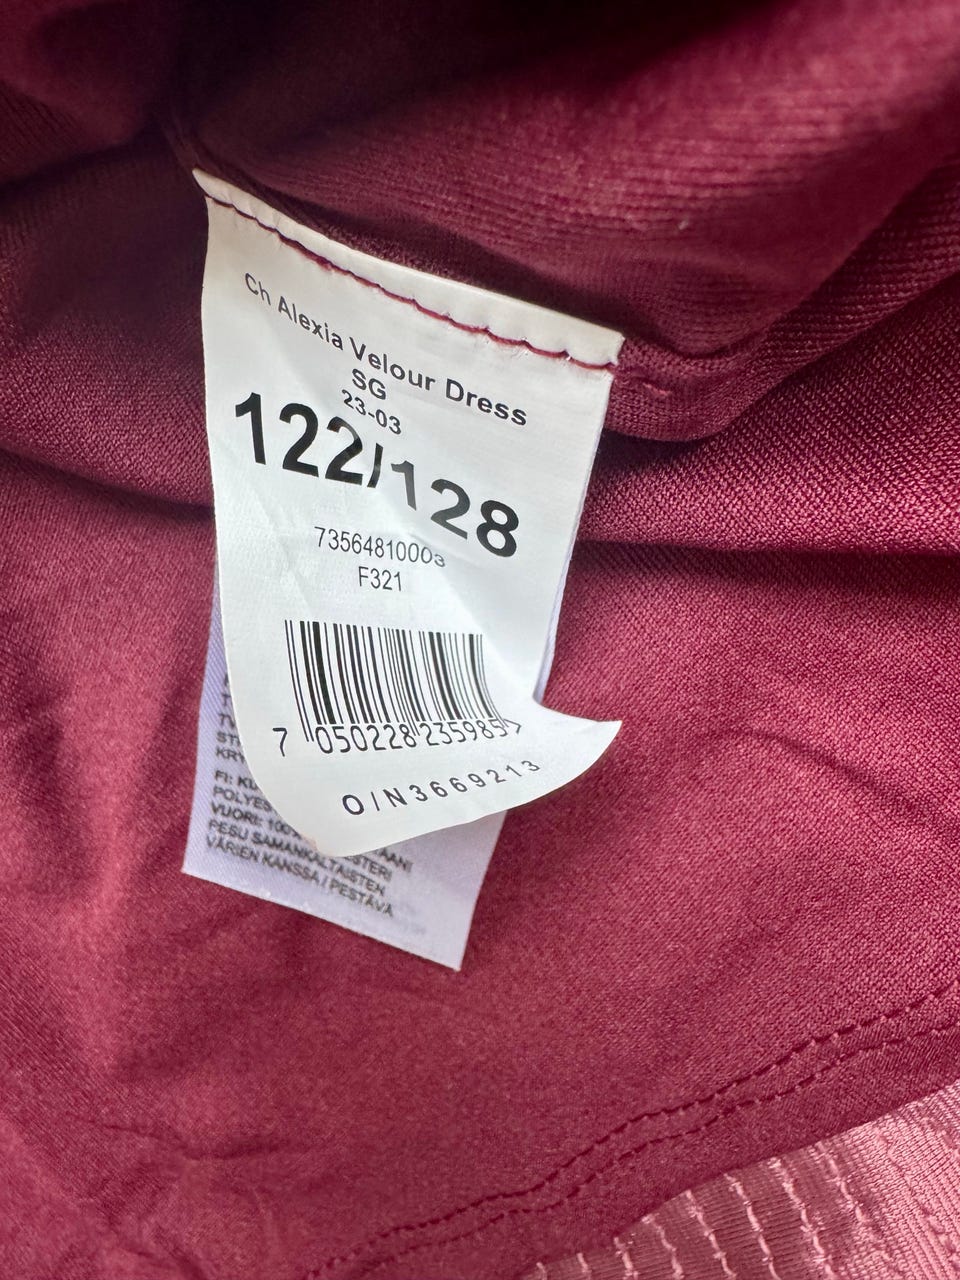 Ch Alexia Velour Dress
SG
23-03
122/128
73564810003
F321
7 050228 235985 >
O/N3669213
FI:
VUORI: 100%
PESU SAMANKALTAISTEN
VÄRIEN KANSSA / PESTÄVÄ